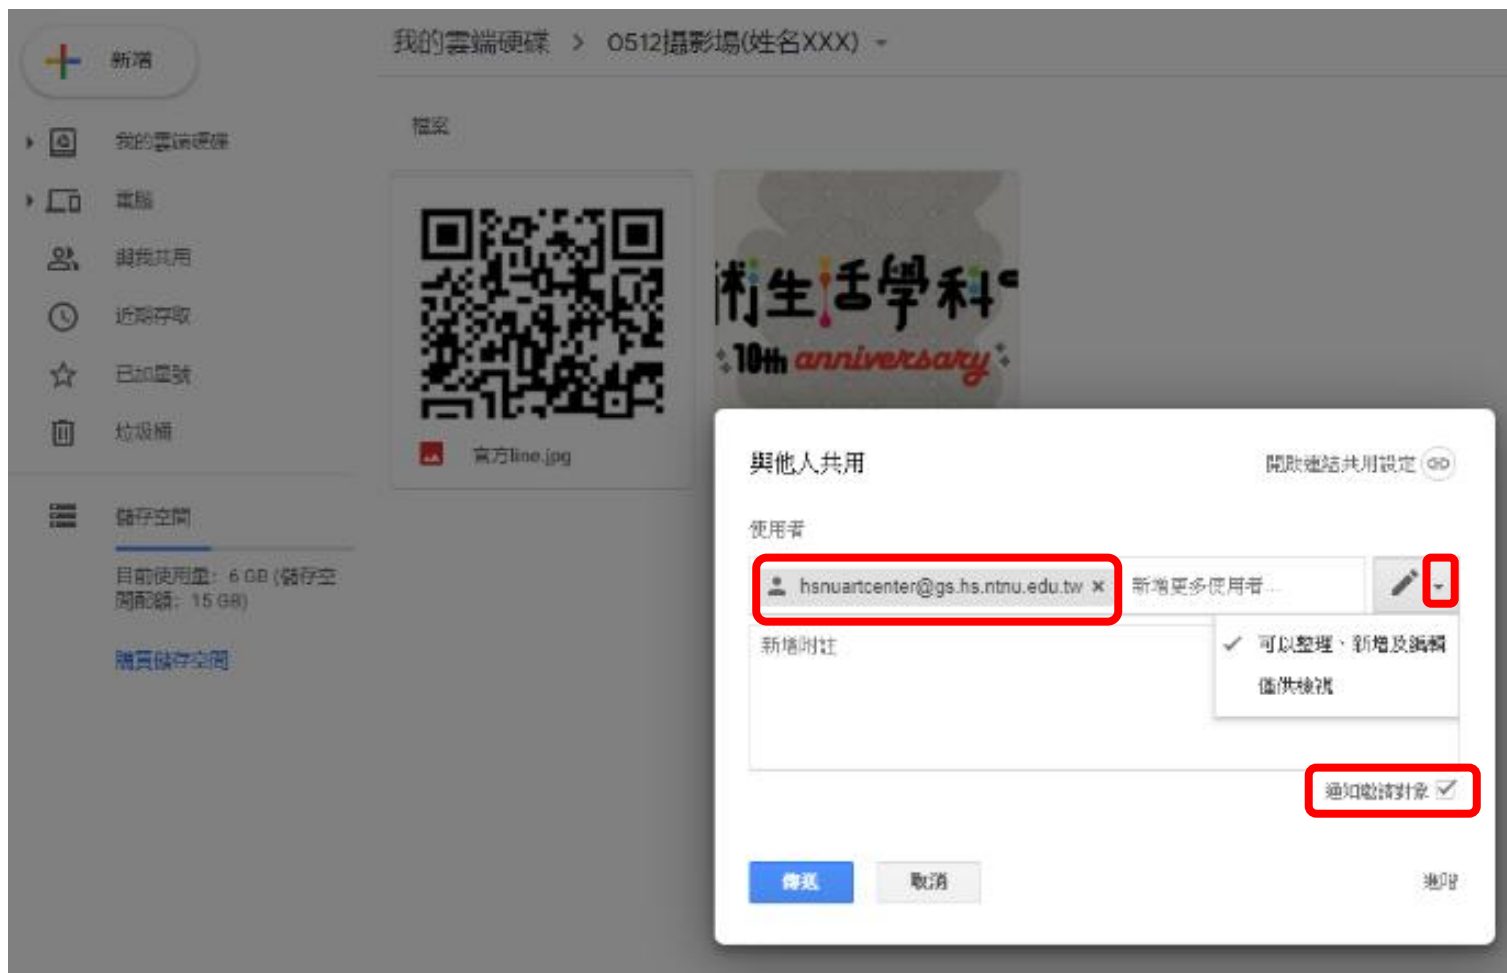 新增
我的雲端硬碟 > 0512攝影場(姓名XXX)
檔案
我的雲端硬碟
電腦
與我共用
近期存取
已加星號
垃圾桶
儲存空間
目前使用量：6 GB (儲存空
間配額：15 GB)
購買儲存空間
術生活學科
10th anniversary
官方line.jpg
與他人共用
開啟連結共用設定
使用者
hsnuartcenter@gs.hs.ntnu.edu.tw × 新增更多使用者...
新增附註
可以整理、新增及編輯
僅供檢視
通知邀請對象
傳送
取消
進階